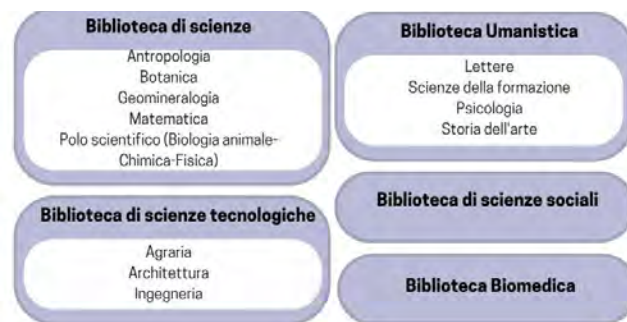 Biblioteca di scienze
Antropologia
Botanica
Geomineralogia
Matematica
Polo scientifico (Biologia animale-
Chimica-Fisica)
Biblioteca di scienze tecnologiche
Agraria
Architettura
Ingegneria
Biblioteca Umanistica
Lettere
Scienze della formazione
Psicologia
Storia dell'arte
Biblioteca di scienze sociali
Biblioteca Biomedica